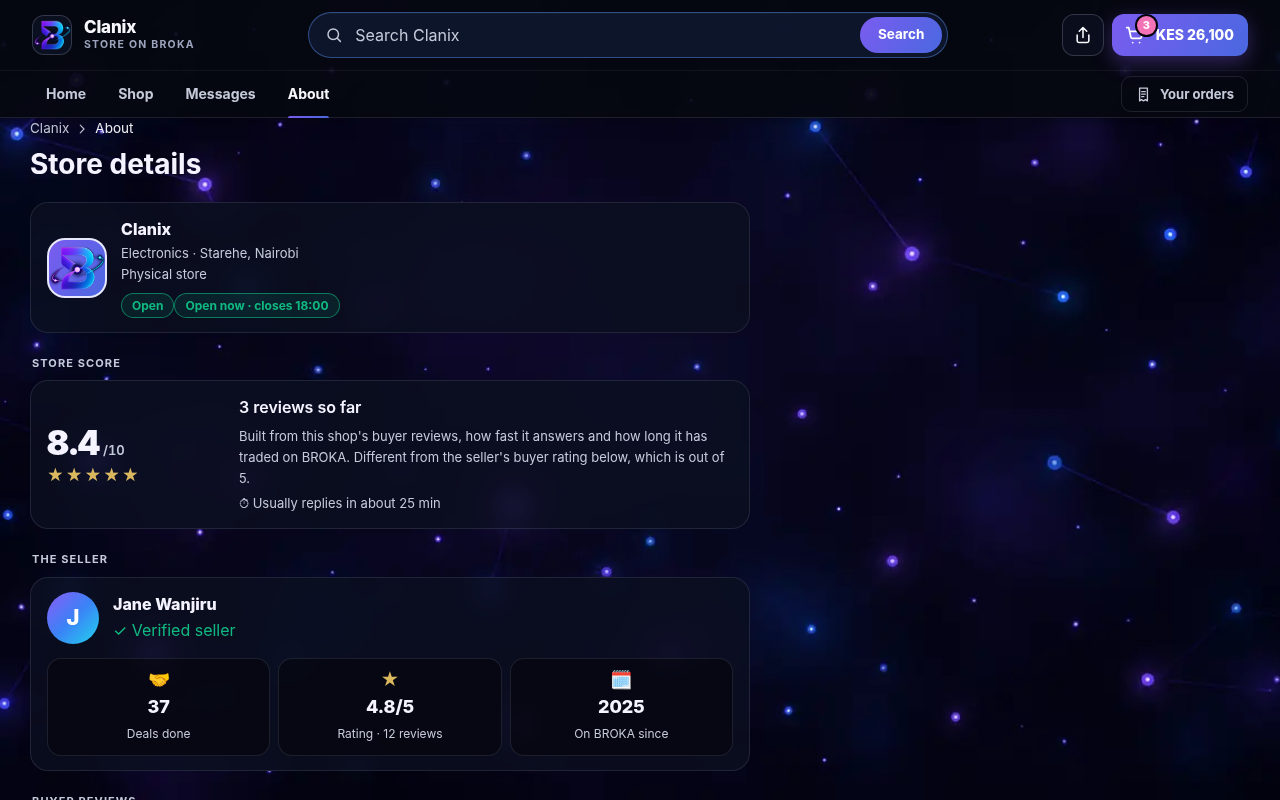 Clanix
STORE ON BROKA
Search Clanix
Search
3
KES 26,100
Home
Shop
Messages
About
Your orders
Clanix > About
Store details
Clanix
Electronics · Starehe, Nairobi
Physical store
Open
Open now · closes 18:00
STORE SCORE
8.4/10
★★★★★
3 reviews so far
Built from this shop's buyer reviews, how fast it answers and how long it has
traded on BROKA. Different from the seller's buyer rating below, which is out of
5.
⏱ Usually replies in about 25 min
THE SELLER
J
Jane Wanjiru
✓ Verified seller
37
Deals done
4.8/5
Rating · 12 reviews
2025
On BROKA since
BUYER REVIEWS